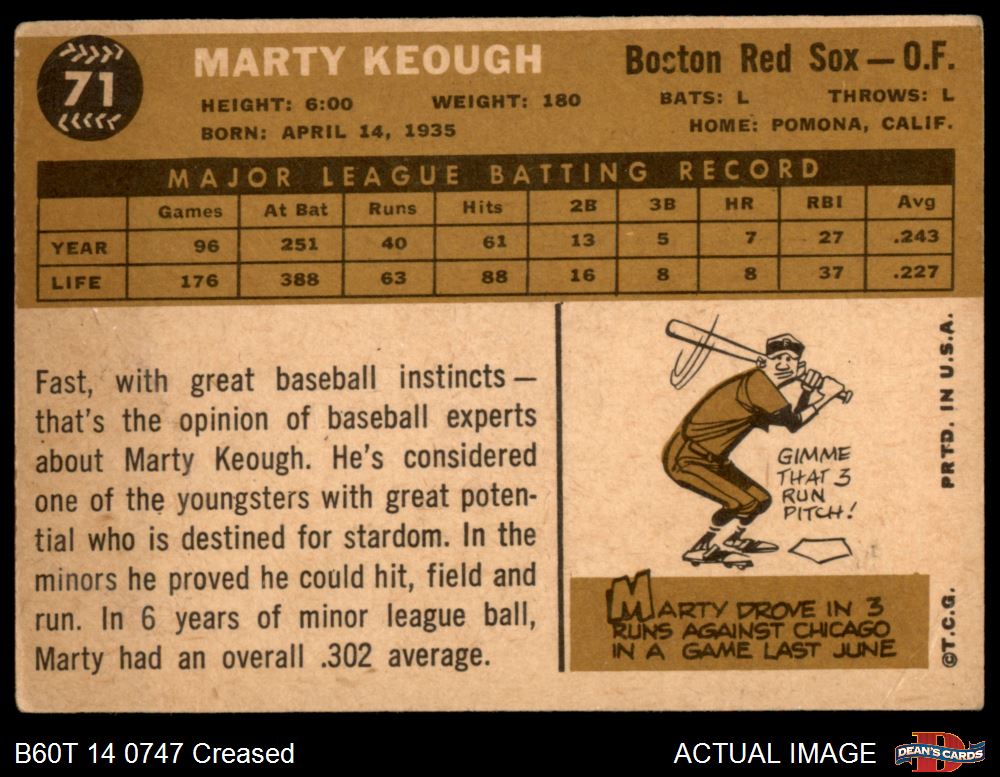 71
MARTY KEOUGH
Boston Red Sox — O.F.
HEIGHT: 6:00 WEIGHT: 180 BATS: L THROWS: L
BORN: APRIL 14, 1935 HOME: POMONA, CALIF.
MAJOR LEAGUE BATTING RECORD
Games At Bat Runs Hits 2B 3B HR RBI Avg
YEAR 96 251 40 61 13 5 7 27 .243
LIFE 176 388 63 88 16 8 8 37 .227
Fast, with great baseball instincts —
that's the opinion of baseball experts
about Marty Keough. He's considered
one of the youngsters with great poten-
tial who is destined for stardom. In the
minors he proved he could hit, field and
run. In 6 years of minor league ball,
Marty had an overall .302 average.
GIMME
THAT 3
RUN
PITCH!
MARTY DROVE IN 3
RUNS AGAINST CHICAGO
IN A GAME LAST JUNE
©T.C.G. PRTD. IN U.S.A.
B60T 14 0747 Creased
ACTUAL IMAGE
DEAN'S CARDS